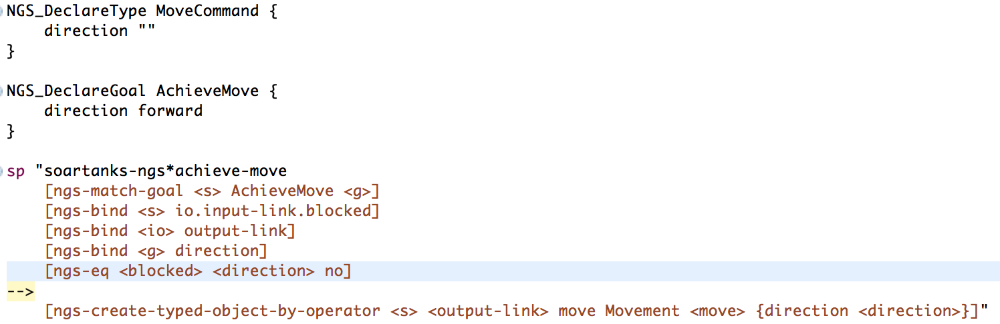 NGS_DeclareType MoveCommand {
    direction ""
}
NGS_DeclareGoal AchieveMove {
    direction forward
}
sp "soartanks-ngs*achieve-move
    [ngs-match-goal <s> AchieveMove <g>]
    [ngs-bind <s> io.input-link.blocked]
    [ngs-bind <io> output-link]
    [ngs-bind <g> direction]
    [ngs-eq <blocked> <direction> no]
-->
    [ngs-create-typed-object-by-operator <s> <output-link> move Movement <move> {direction <direction>}]"